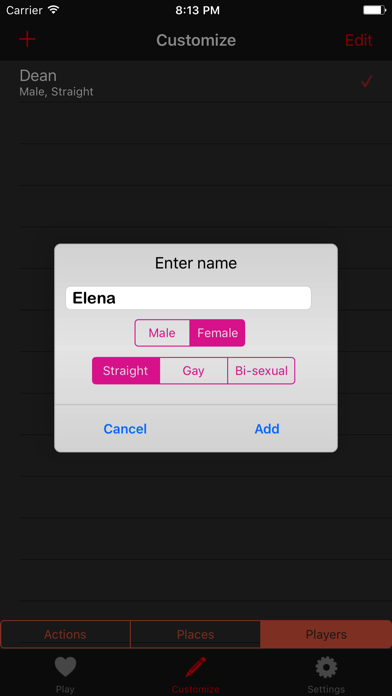 Carrier 8:13 PM
Customize Edit
Dean
Male, Straight
Enter name
Elena
Male Female
Straight Gay Bi-sexual
Cancel Add
Actions Places Players
Play Customize Settings